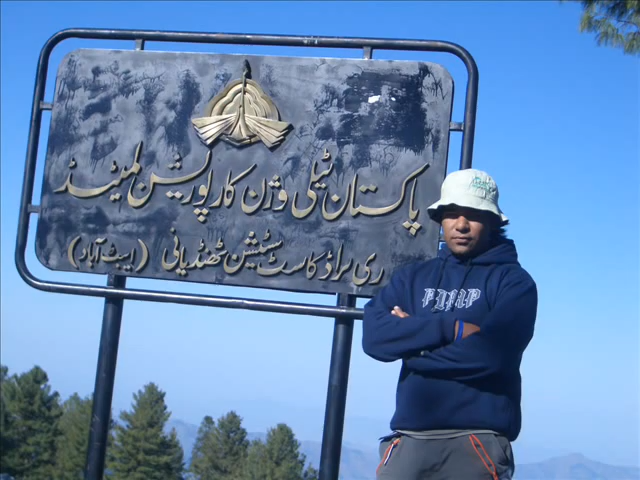 پاکستان ٹیلی وژن کارپوریشن لمیٹڈ
ری براڈ کاسٹ سٹیشن ٹھنڈیانی (ایبٹ آباد)